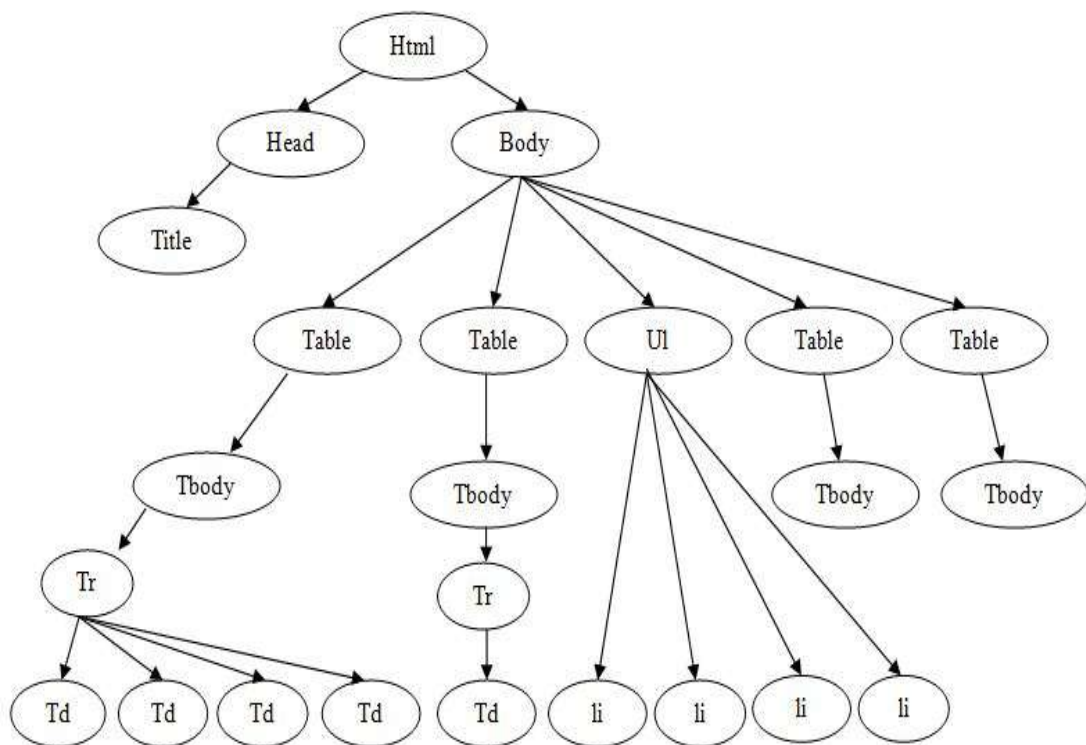 Html
Head
Body
Title
Table
Table
Ul
Table
Table
Tbody
Tbody
Tbody
Tbody
Tr
Tr
Td
Td
Td
Td
Td
li
li
li
li